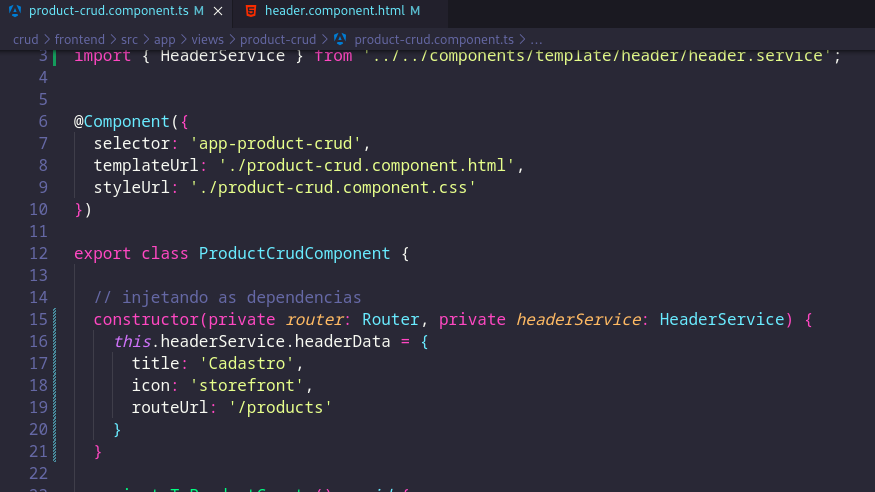 product-crud.component.ts M
header.component.html M
crud > frontend > src > app > views > product-crud > product-crud.component.ts > ...
3 import { HeaderService } from '../../components/template/header/header.service';
4
5
6 @Component({
7 selector: 'app-product-crud',
8 templateUrl: './product-crud.component.html',
9 styleUrl: './product-crud.component.css'
10 })
11
12 export class ProductCrudComponent {
13
14 // injetando as dependencias
15 constructor(private router: Router, private headerService: HeaderService) {
16 this.headerService.headerData = {
17 title: 'Cadastro',
18 icon: 'storefront',
19 routeUrl: '/products'
20 }
21 }
22